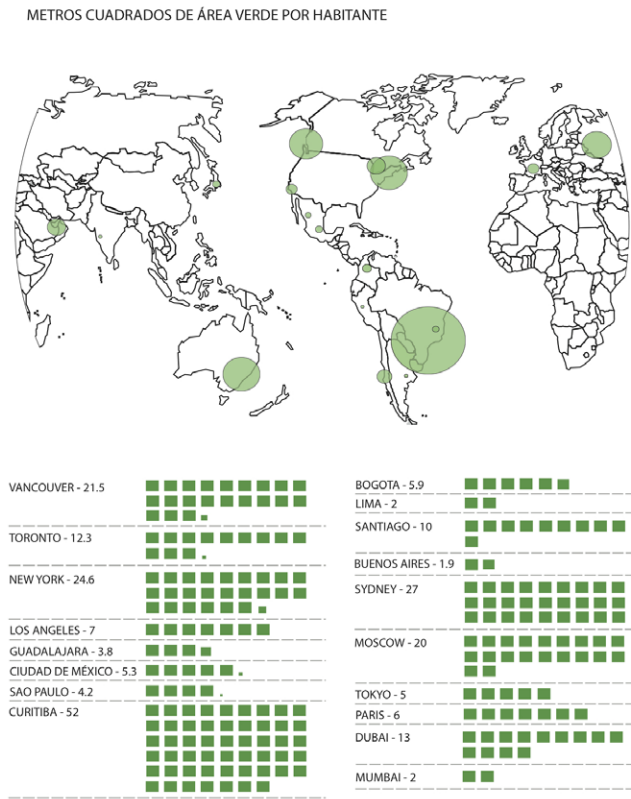 METROS CUADRADOS DE ÁREA VERDE POR HABITANTE
VANCOUVER - 21.5
TORONTO - 12.3
NEW YORK - 24.6
LOS ANGELES - 7
GUADALAJARA - 3.8
CIUDAD DE MÉXICO - 5.3
SAO PAULO - 4.2
CURITIBA - 52
BOGOTA - 5.9
LIMA - 2
SANTIAGO - 10
BUENOS AIRES - 1.9
SYDNEY - 27
MOSCOW - 20
TOKYO - 5
PARIS - 6
DUBAI - 13
MUMBAI - 2